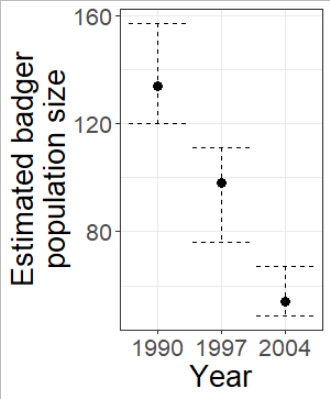 Estimated badger
population size
160
120
80
1990 1997 2004
Year